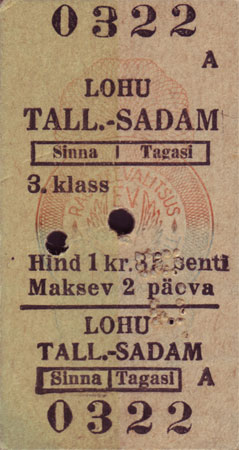 0322
A
LOHU
TALL.-SADAM
Sinna | Tagasi
3. klass
Hind 1 kr. senti
Maksev 2 päeva
LOHU
TALL.-SADAM
Sinna | Tagasi A
0322